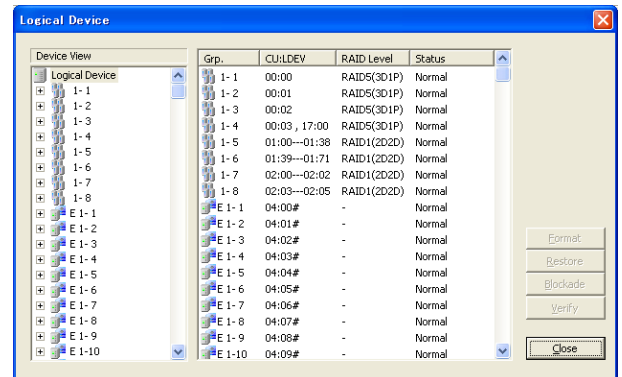 Logical Device
Device View
Logical Device
1- 1
1- 2
1- 3
1- 4
1- 5
1- 6
1- 7
1- 8
E 1- 1
E 1- 2
E 1- 3
E 1- 4
E 1- 5
E 1- 6
E 1- 7
E 1- 8
E 1- 9
E 1-10
Grp. CU:LDEV RAID Level Status
1- 1 00:00 RAID5(3D1P) Normal
1- 2 00:01 RAID5(3D1P) Normal
1- 3 00:02 RAID5(3D1P) Normal
1- 4 00:03 , 17:00 RAID5(3D1P) Normal
1- 5 01:00---01:38 RAID1(2D2D) Normal
1- 6 01:39---01:71 RAID1(2D2D) Normal
1- 7 02:00---02:02 RAID1(2D2D) Normal
1- 8 02:03---02:05 RAID1(2D2D) Normal
E 1- 1 04:00# - Normal
E 1- 2 04:01# - Normal
E 1- 3 04:02# - Normal
E 1- 4 04:03# - Normal
E 1- 5 04:04# - Normal
E 1- 6 04:05# - Normal
E 1- 7 04:06# - Normal
E 1- 8 04:07# - Normal
E 1- 9 04:08# - Normal
E 1-10 04:09# - Normal
Format
Restore
Blockade
Verify
Close